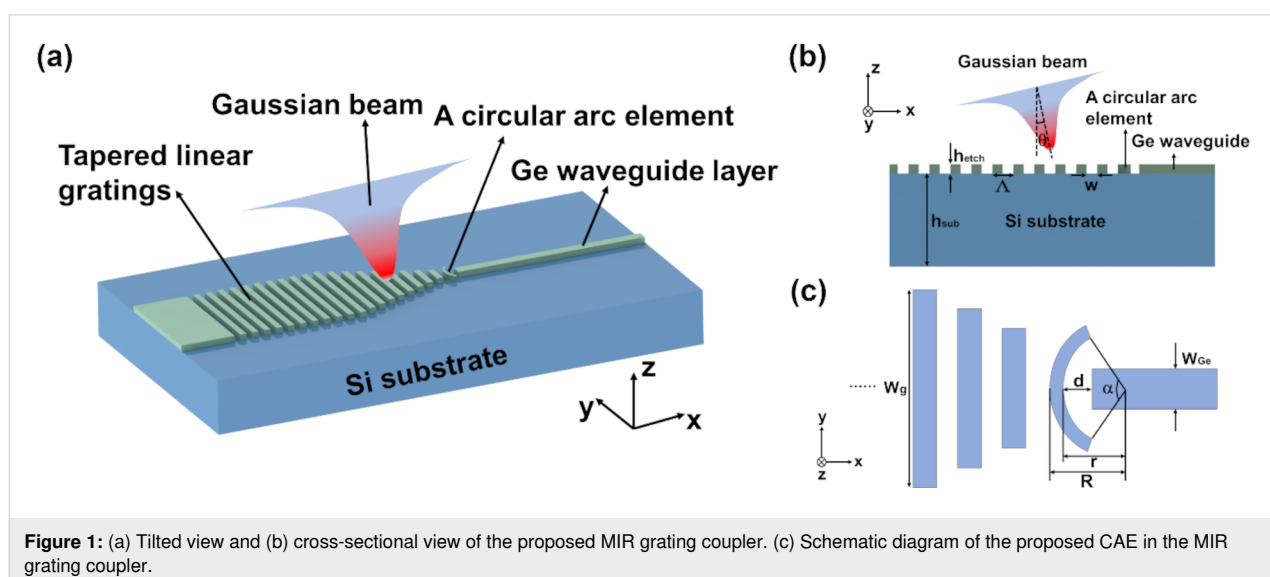 (a)
Gaussian beam
A circular arc element
Tapered linear
gratings
Ge waveguide layer
Si substrate
z
y
x
(b)
z
y
x
Gaussian beam
A circular arc
element
Ge waveguide
θ
hetch
Λ
w
hsub
Si substrate
(c)
Wg
WGe
d
α
r
R
y
x
z
Figure 1: (a) Tilted view and (b) cross-sectional view of the proposed MIR grating coupler. (c) Schematic diagram of the proposed CAE in the MIR
grating coupler.